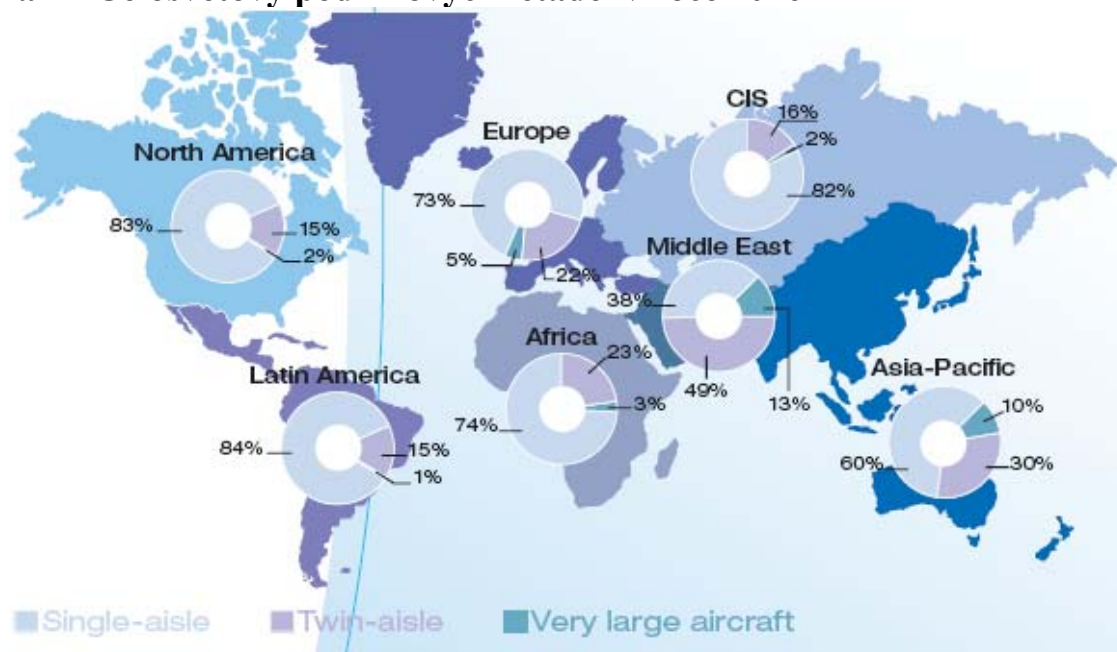 CIS
16%
2%
82%
Europe
73%
5%
22%
North America
83%
15%
2%
Middle East
38%
49%
13%
Africa
23%
3%
74%
Asia-Pacific
10%
60%
30%
Latin America
84%
15%
1%
Single-aisle
Twin-aisle
Very large aircraft